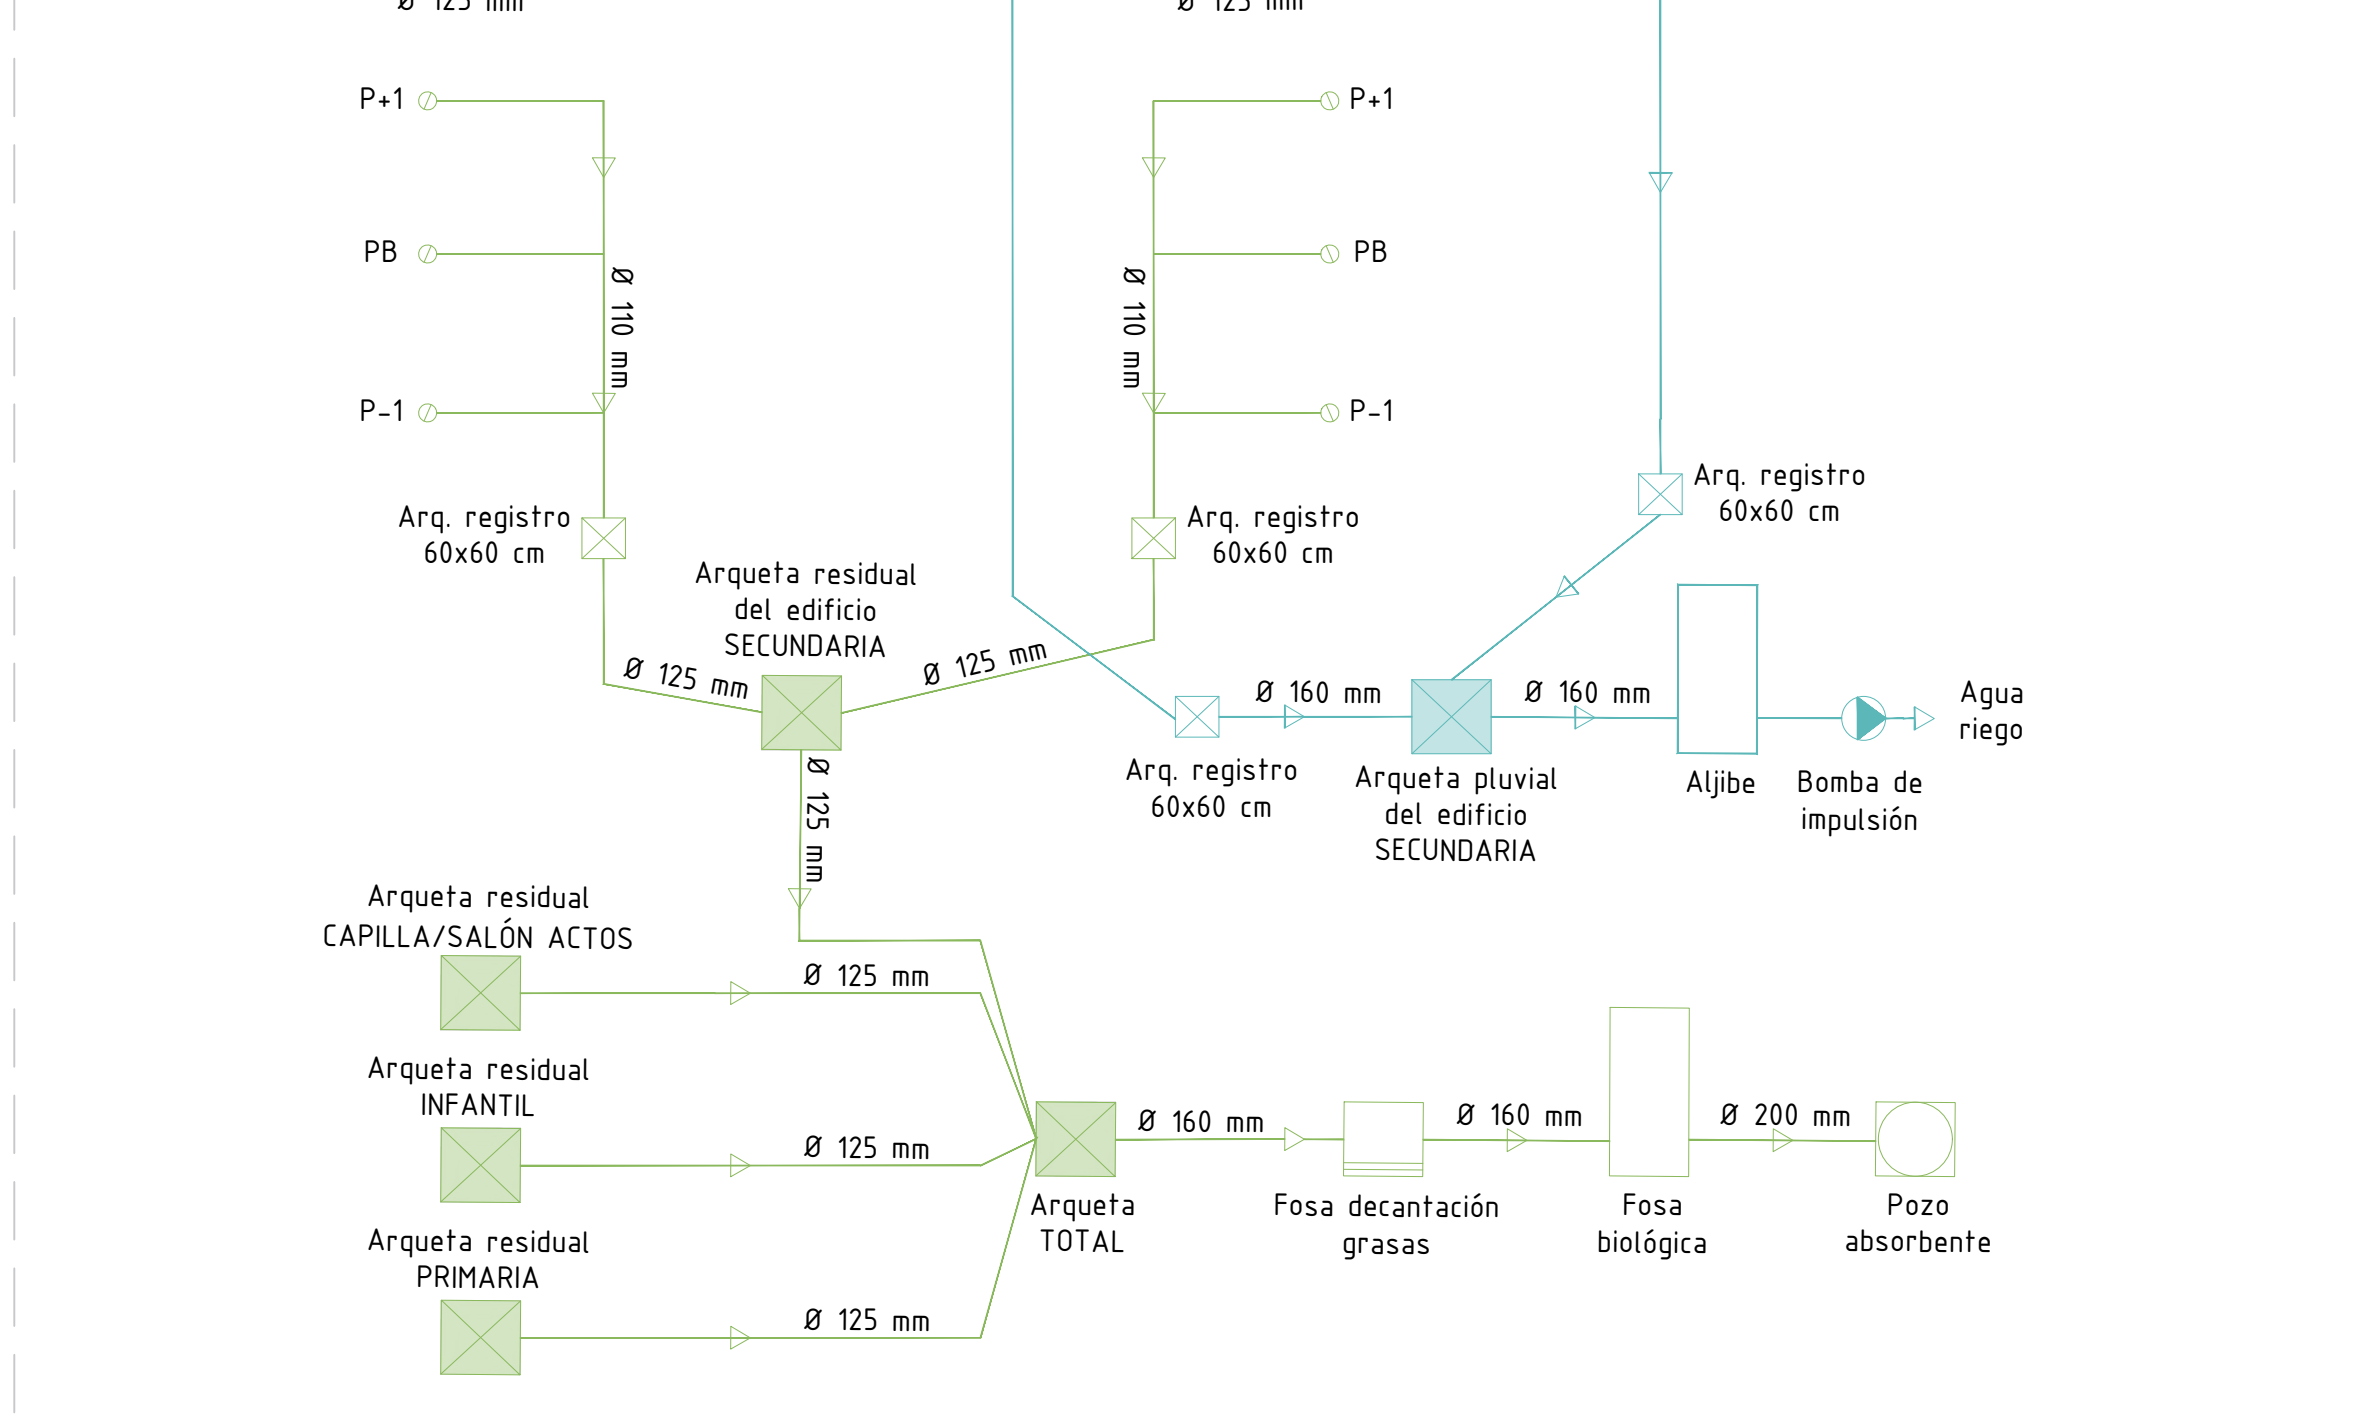 Ø 125 mm
Ø 125 mm
P+1
P+1
PB
PB
Ø 110 mm
Ø 110 mm
P-1
P-1
Arq. registro
60x60 cm
Arq. registro
60x60 cm
Arq. registro
60x60 cm
Arqueta residual
del edificio
SECUNDARIA
Ø 125 mm
Ø 125 mm
Ø 160 mm
Ø 160 mm
Agua
riego
Arq. registro
60x60 cm
Arqueta pluvial
del edificio
SECUNDARIA
Aljibe
Bomba de
impulsión
Ø 125 mm
Arqueta residual
CAPILLA/SALÓN ACTOS
Ø 125 mm
Arqueta residual
INFANTIL
Ø 125 mm
Arqueta residual
PRIMARIA
Ø 125 mm
Ø 160 mm
Ø 160 mm
Ø 200 mm
Arqueta
TOTAL
Fosa decantación
grasas
Fosa
biológica
Pozo
absorbente